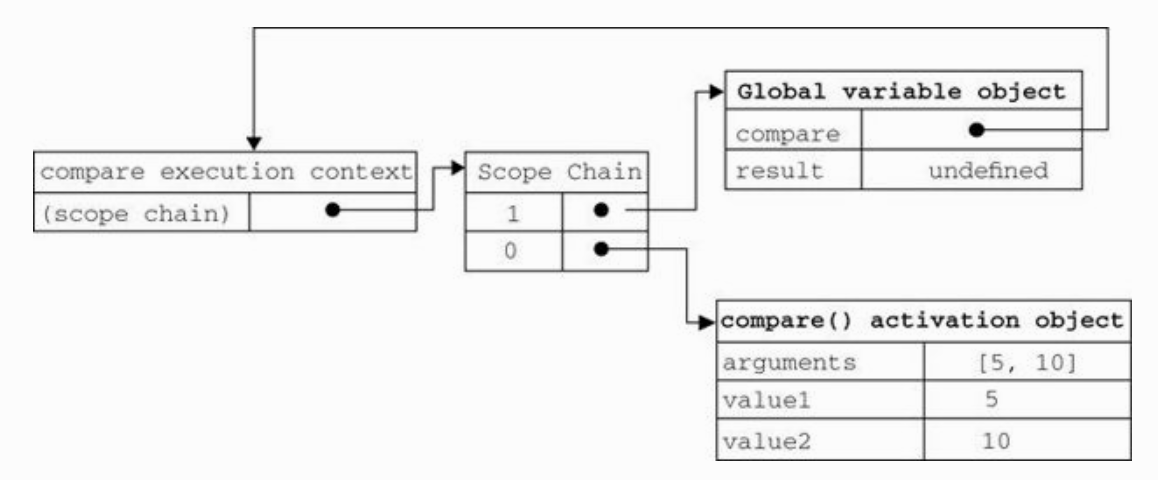 Global variable object
compare
result undefined
compare execution context
(scope chain)
Scope Chain
1
0
compare() activation object
arguments [5, 10]
value1 5
value2 10